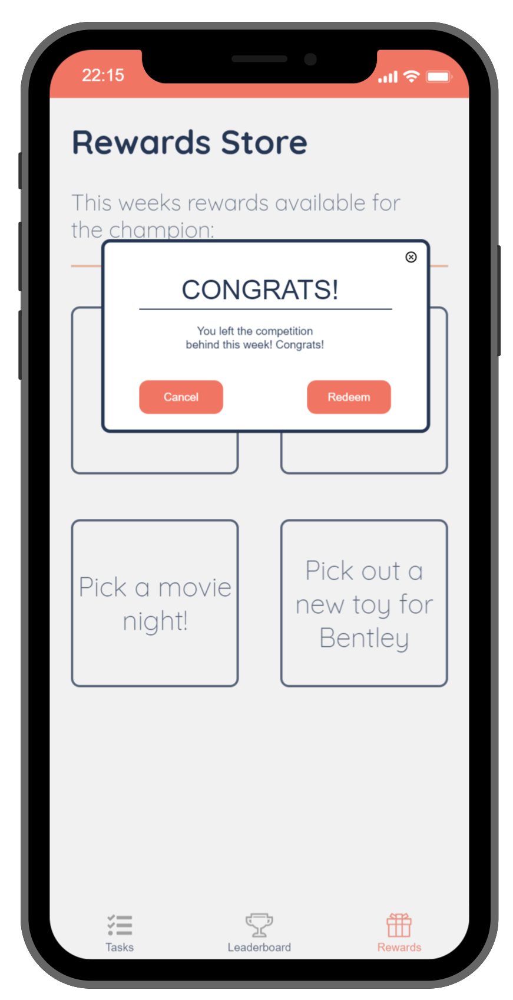 22:15
Rewards Store
This weeks rewards available for
the champion:
CONGRATS!
You left the competition
behind this week! Congrats!
Cancel
Redeem
Pick a movie
night!
Pick out a
new toy for
Bentley
Tasks
Leaderboard
Rewards